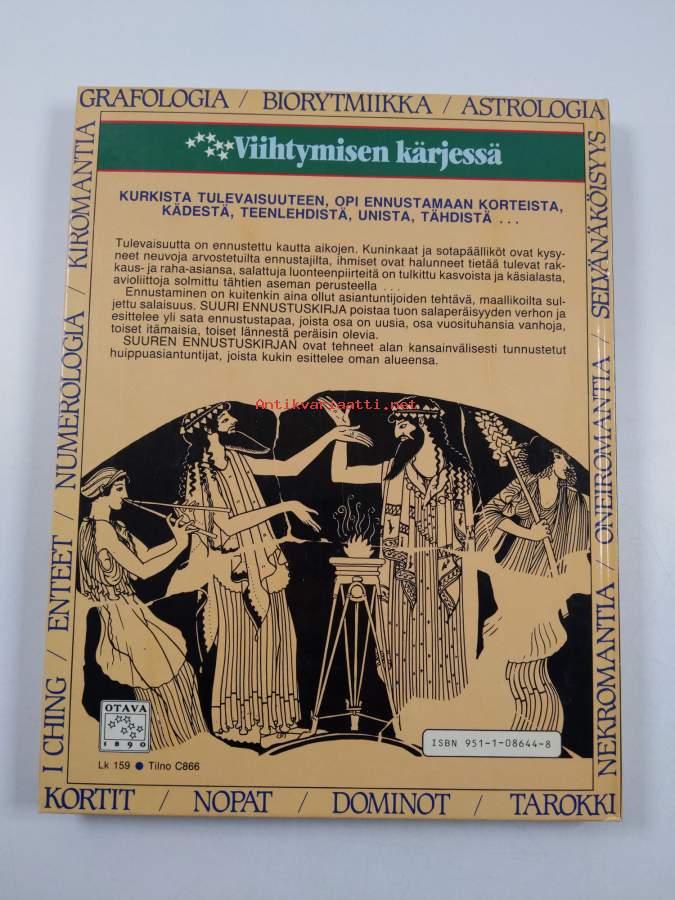 GRAFOLOGIA / BIORYTMIIKKA / ASTROLOGIA
Viihtymisen kärjessä
KURKISTA TULEVAISUUTEEN, OPI ENNUSTAMAAN KORTEISTA,
KÄDESTÄ, TEENLEHDISTÄ, UNISTA, TÄHDISTÄ . . .
Tulevaisuutta on ennustettu kautta aikojen. Kuninkaat ja sotapäälliköt ovat kysy-
neet neuvoja arvostetuilta ennustajilta, ihmiset ovat halunneet tietää tulevat rak-
kaus- ja raha-asiansa, salattuja luonteenpiirteitä on tulkittu kasvoista ja käsialasta,
avioliittoja solmittu tähtien aseman perusteella . . .
Ennustaminen on kuitenkin aina ollut asiantuntijoiden tehtävä, maallikoilta sul-
jettu salaisuus. SUURI ENNUSTUSKIRJA poistaa tuon salaperäisyyden verhon ja
esittelee yli sata ennustustapaa, joista osa on uusia, osa vuosituhansia vanhoja,
toiset itämaisia, toiset lännestä peräisin olevia.
SUUREN ENNUSTUSKIRJAN ovat tehneet alan kansainvälisesti tunnustetut
huippuasiantuntijat, joista kukin esittelee oman alueensa.
Antikvariaatti.net
I CHING / ENTEET / NUMEROLOGIA / KIROMANTIA
NEKROMANTIA / ONEIROMANTIA / SELVÄNÄKÖISYYS
OTAVA
1890
ISBN 951-1-08644-8
Lk 159 ● Tilno C866
KORTIT / NOPAT / DOMINOT / TAROKKI